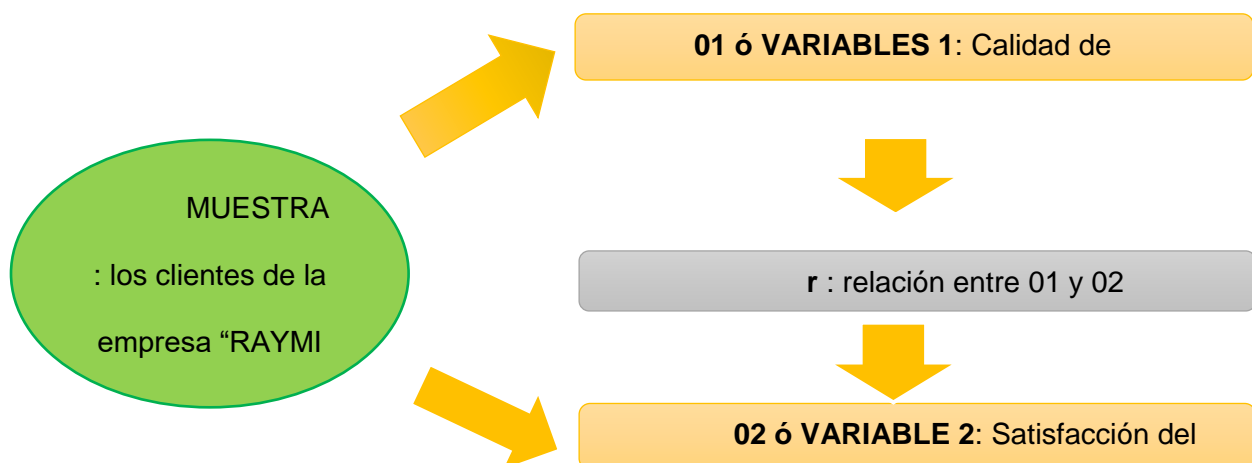 01 ó VARIABLES 1: Calidad de
MUESTRA
: los clientes de la
empresa “RAYMI
r : relación entre 01 y 02
02 ó VARIABLE 2: Satisfacción del